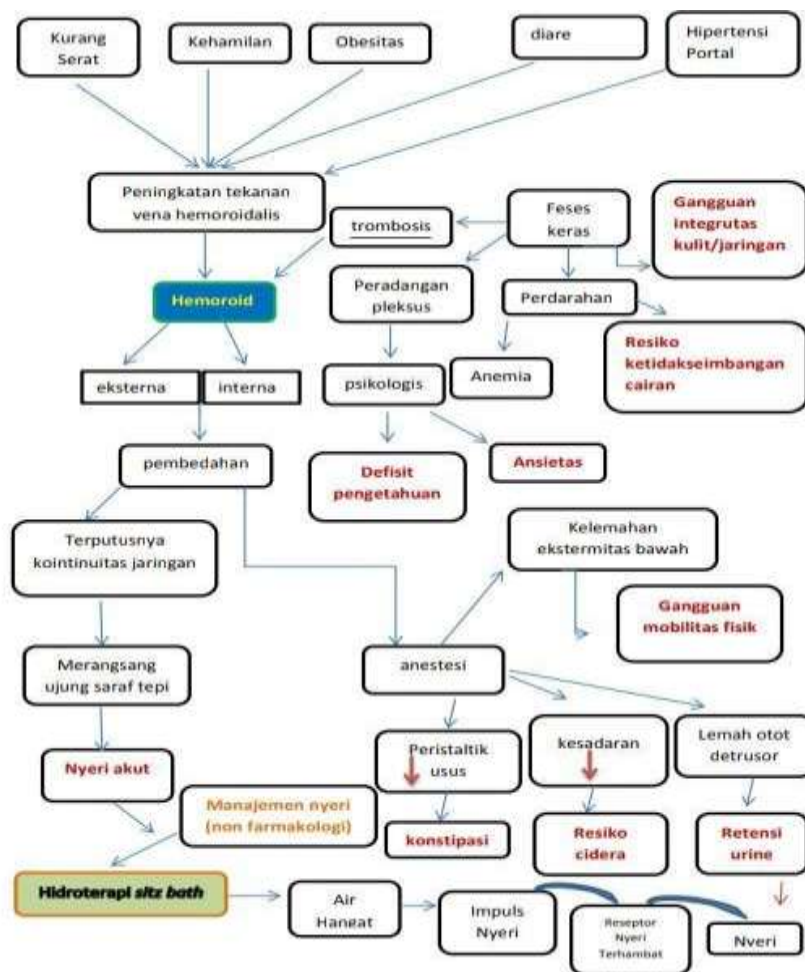 Kurang
Serat
Kehamilan
Obesitas
diare
Hipertensi
Portal
Peningkatan tekanan
vena hemoroidalis
trombosis
Feses
keras
Gangguan
integrutas
kulit/jaringan
Hemoroid
Peradangan
pleksus
Perdarahan
Resiko
ketidakseimbangan
cairan
eksterna
interna
psikologis
Anemia
pembedahan
Defisit
pengetahuan
Ansietas
Terputusnya
kointinuitas jaringan
Kelemahan
ekstermitas bawah
Gangguan
mobilitas fisik
Merangsang
ujung saraf tepi
anestesi
Nyeri akut
Peristaltik
usus
kesadaran
Lemah otot
detrusor
Manajemen nyeri
(non farmakologi)
konstipasi
Resiko
cidera
Retensi
urine
Hidroterapi sitz bath
Air
Hangat
Impuls
Nyeri
Reseptor
Nyeri
Terhambat
Nyeri